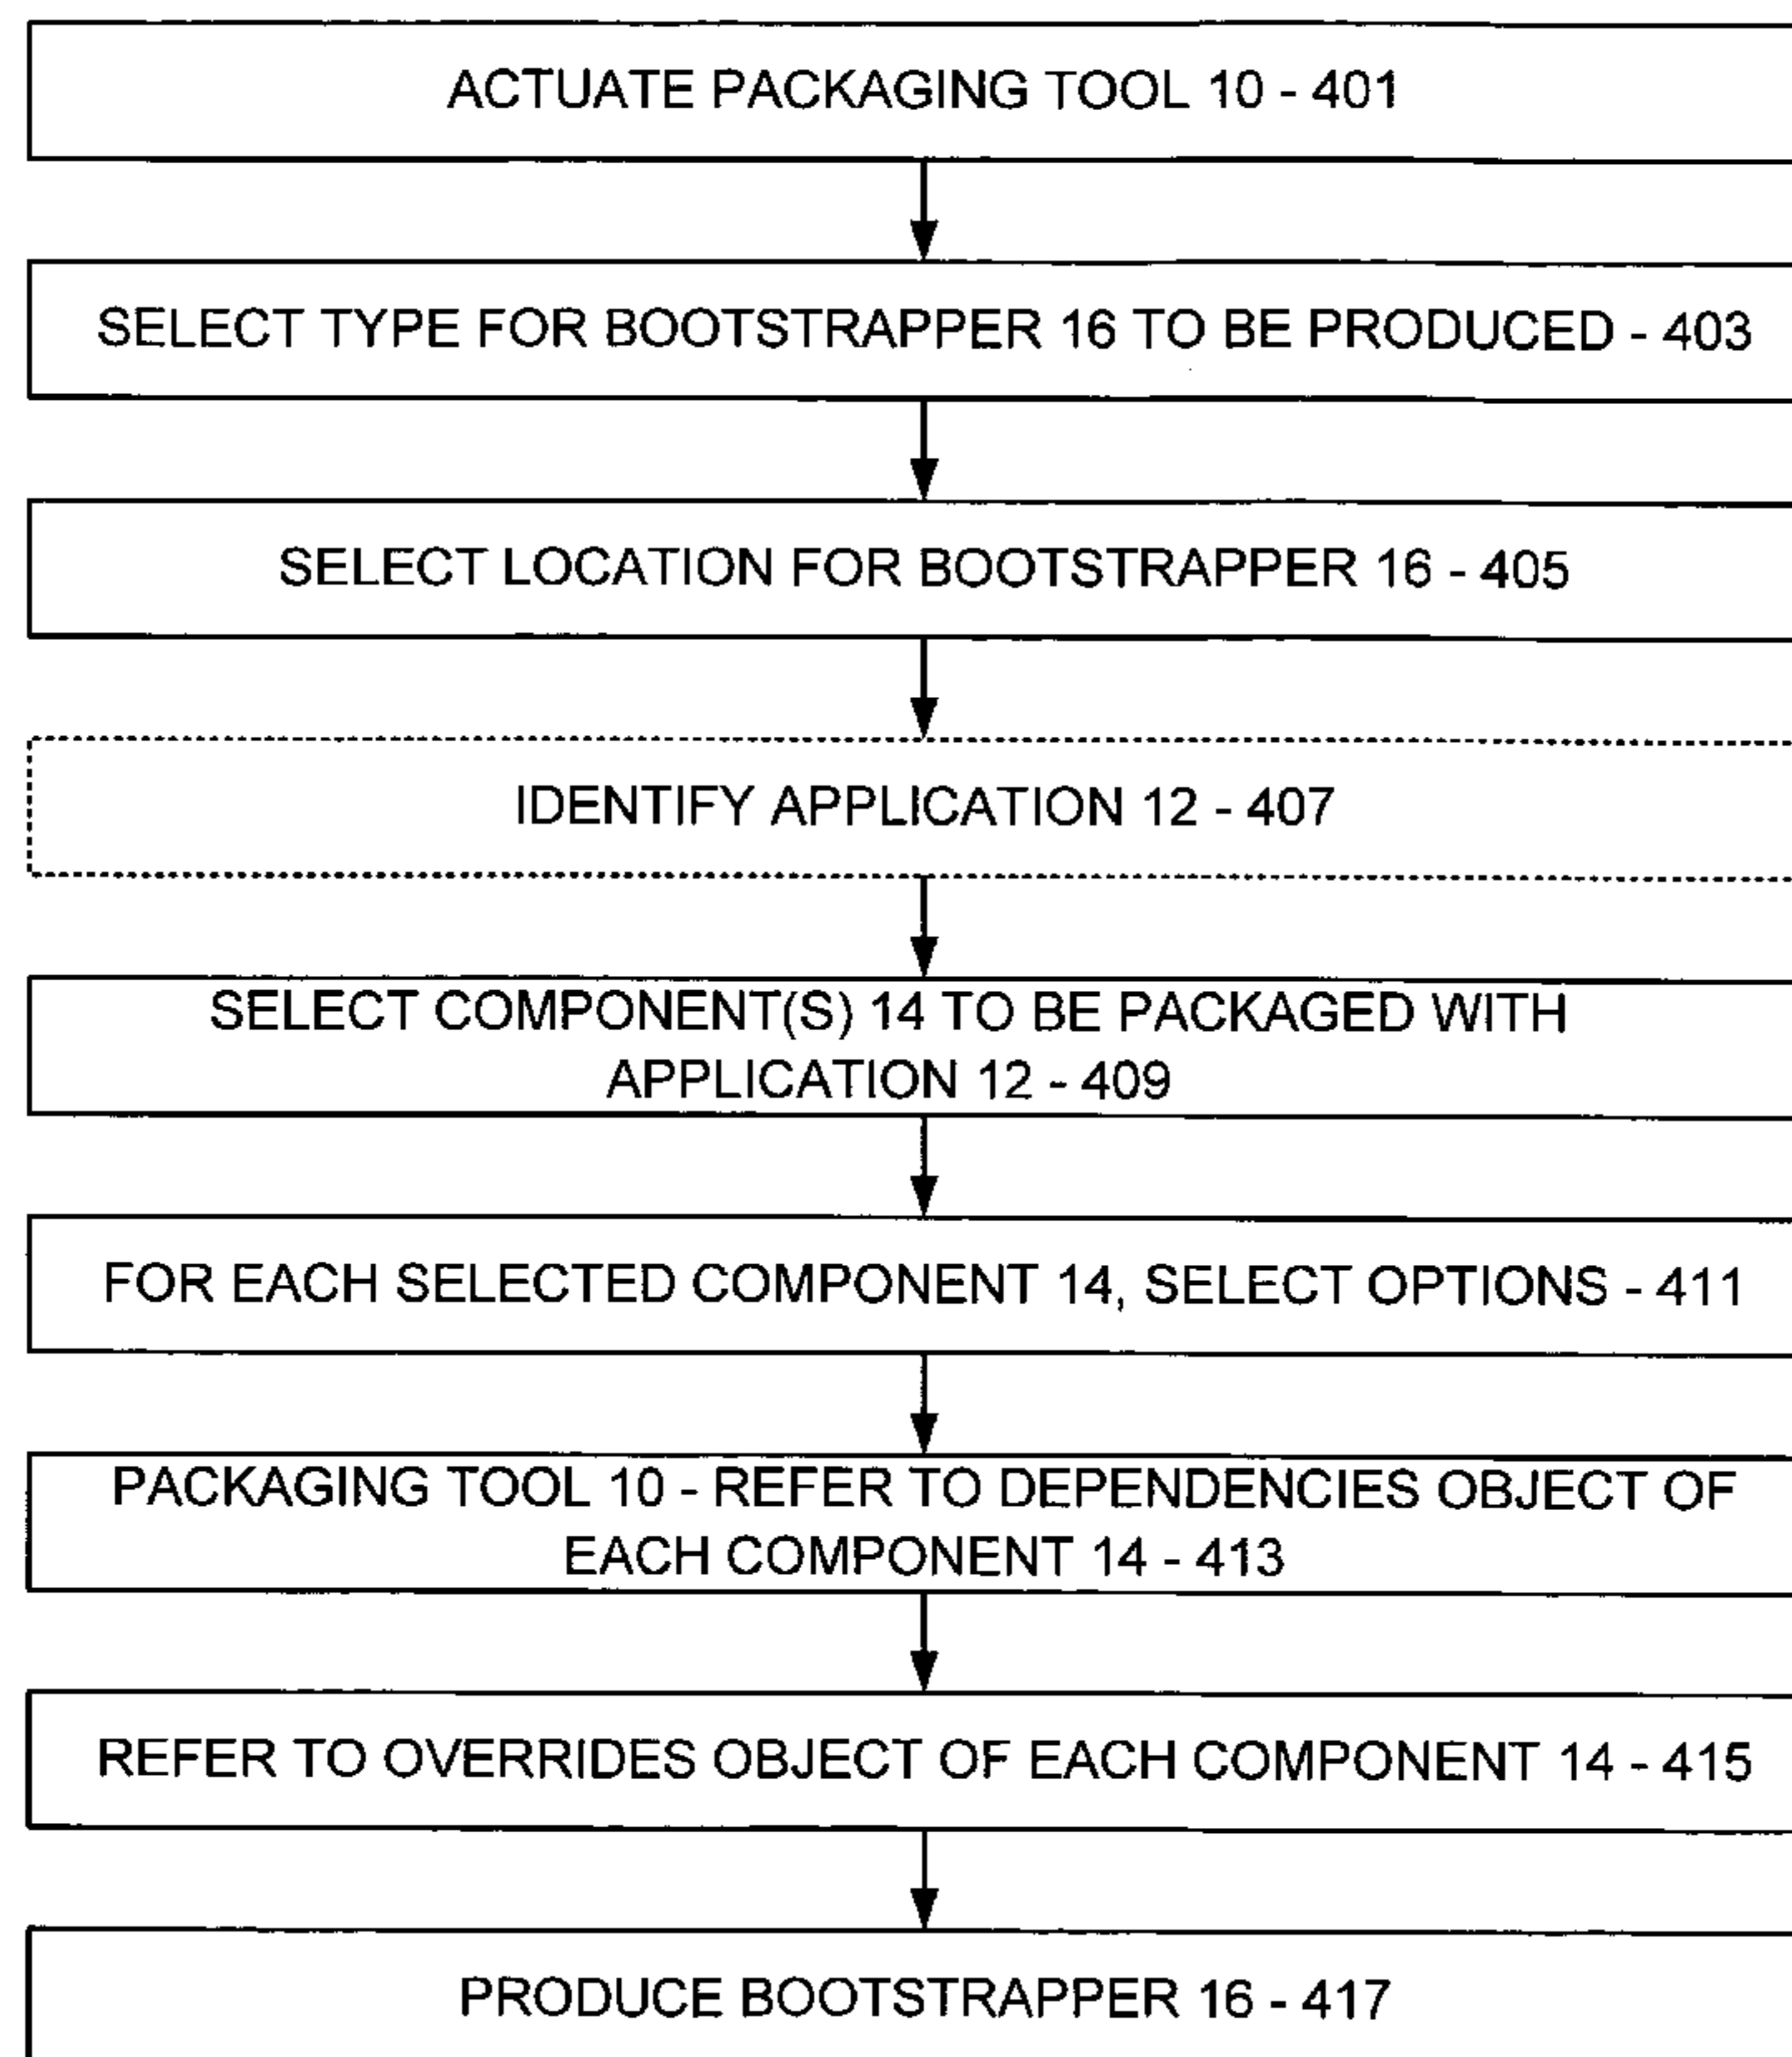 ACTUATE PACKAGING TOOL 10 - 401
SELECT TYPE FOR BOOTSTRAPPER 16 TO BE PRODUCED - 403
SELECT LOCATION FOR BOOTSTRAPPER 16 - 405
IDENTIFY APPLICATION 12 - 407
SELECT COMPONENT(S) 14 TO BE PACKAGED WITH
APPLICATION 12 - 409
FOR EACH SELECTED COMPONENT 14, SELECT OPTIONS - 411
PACKAGING TOOL 10 - REFER TO DEPENDENCIES OBJECT OF
EACH COMPONENT 14 - 413
REFER TO OVERRIDES OBJECT OF EACH COMPONENT 14 - 415
PRODUCE BOOTSTRAPPER 16 - 417